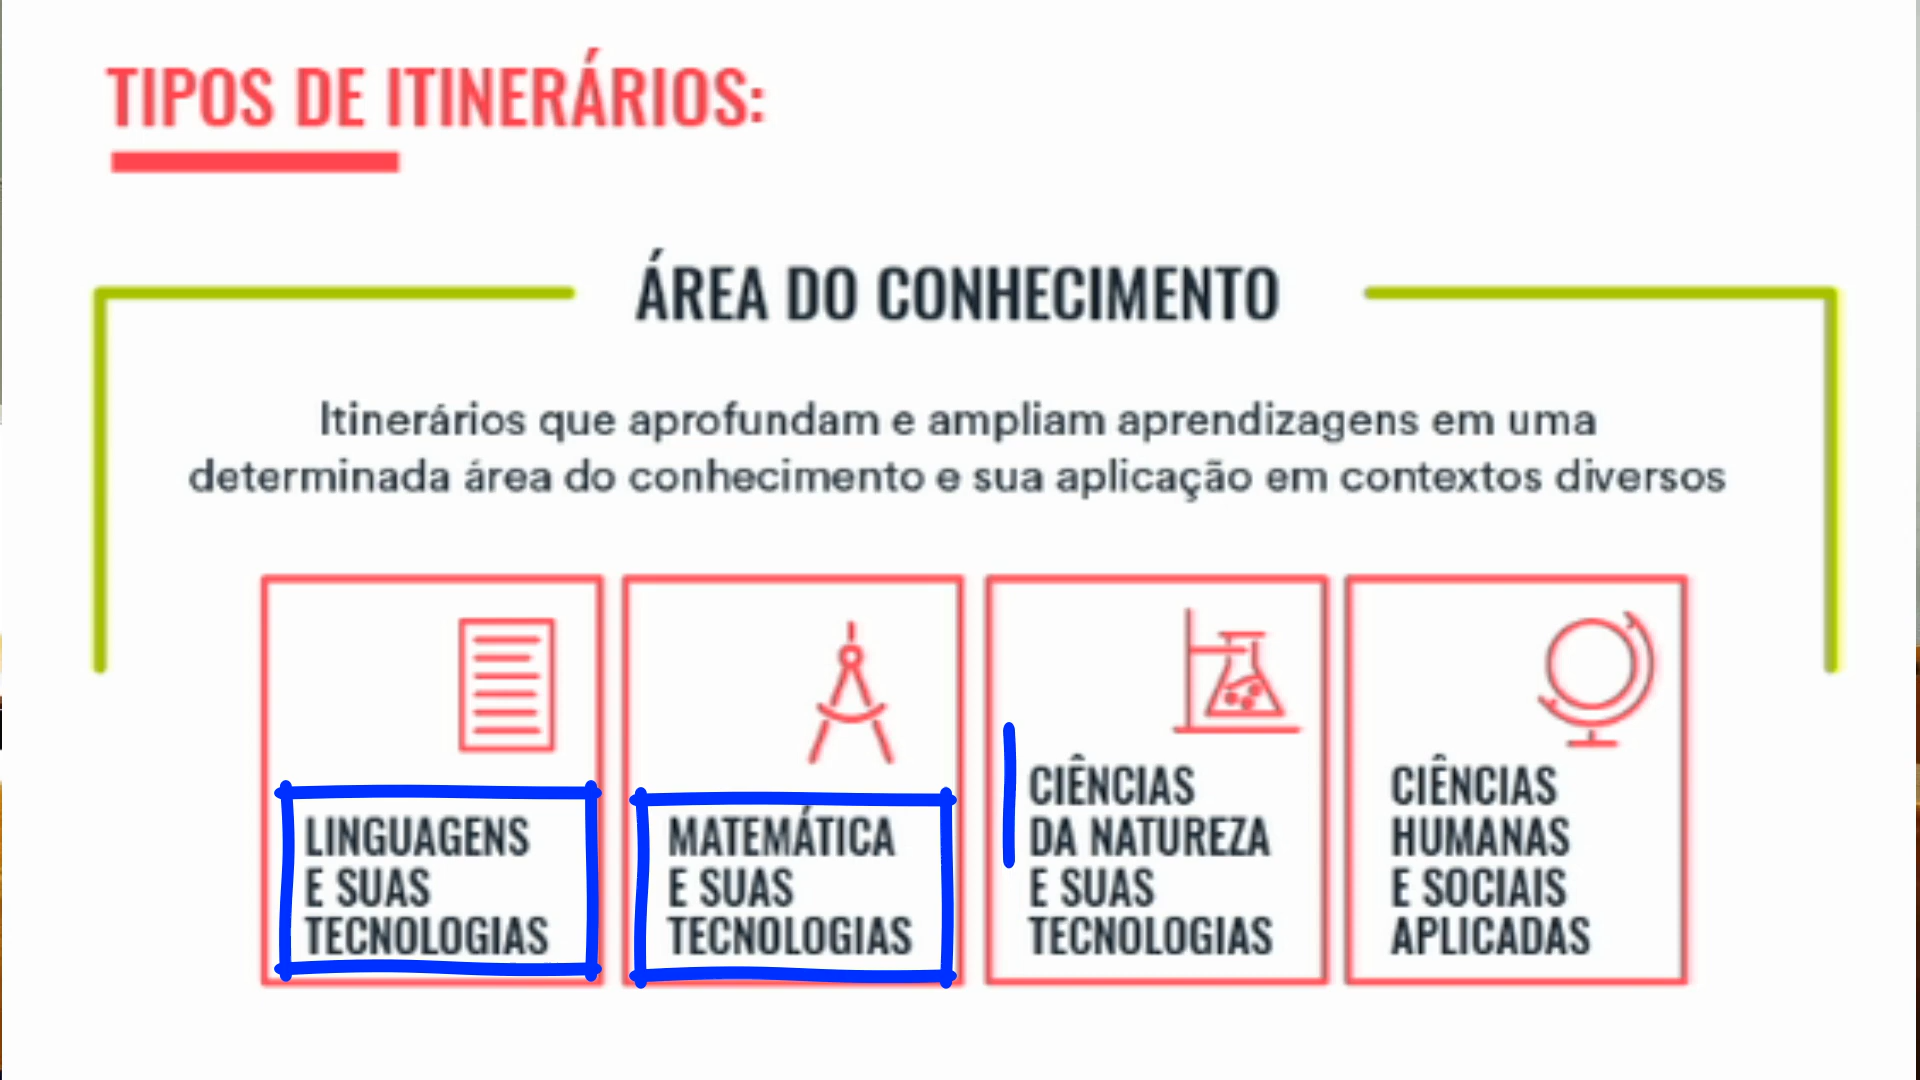 TIPOS DE ITINERÁRIOS:
ÁREA DO CONHECIMENTO
Itinerários que aprofundam e ampliam aprendizagens em uma
determinada área do conhecimento e sua aplicação em contextos diversos
LINGUAGENS
E SUAS
TECNOLOGIAS
MATEMÁTICA
E SUAS
TECNOLOGIAS
CIÊNCIAS
DA NATUREZA
E SUAS
TECNOLOGIAS
CIÊNCIAS
HUMANAS
E SOCIAIS
APLICADAS